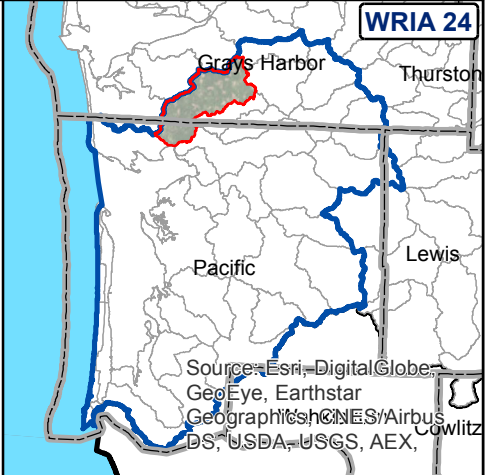 WRIA 24
Grays Harbor
Thurston
Pacific
Lewis
Source: Esri, DigitalGlobe,
GeoEye, Earthstar
Geographics, CNES/Airbus
Cowlitz
DS, USDA, USGS, AEX,